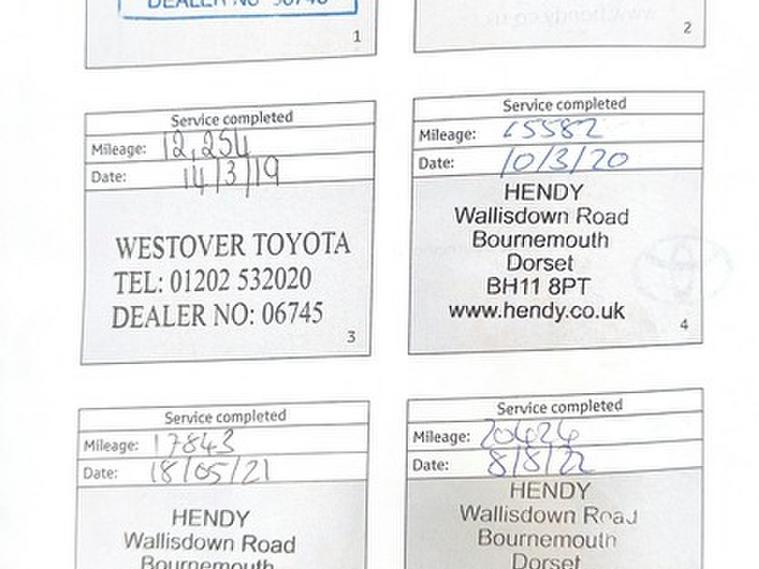 1
2
Service completed
Mileage: 12,254
Date: 14/3/19
WESTOVER TOYOTA
TEL: 01202 532020
DEALER NO: 06745
3
Service completed
Mileage: 15582
Date: 10/3/20
HENDY
Wallisdown Road
Bournemouth
Dorset
BH11 8PT
www.hendy.co.uk
4
Service completed
Mileage: 17843
Date: 18/05/21
HENDY
Wallisdown Road
Bournemouth
Service completed
Mileage: 20424
Date: 8/8/22
HENDY
Wallisdown Road
Bournemouth
Dorset